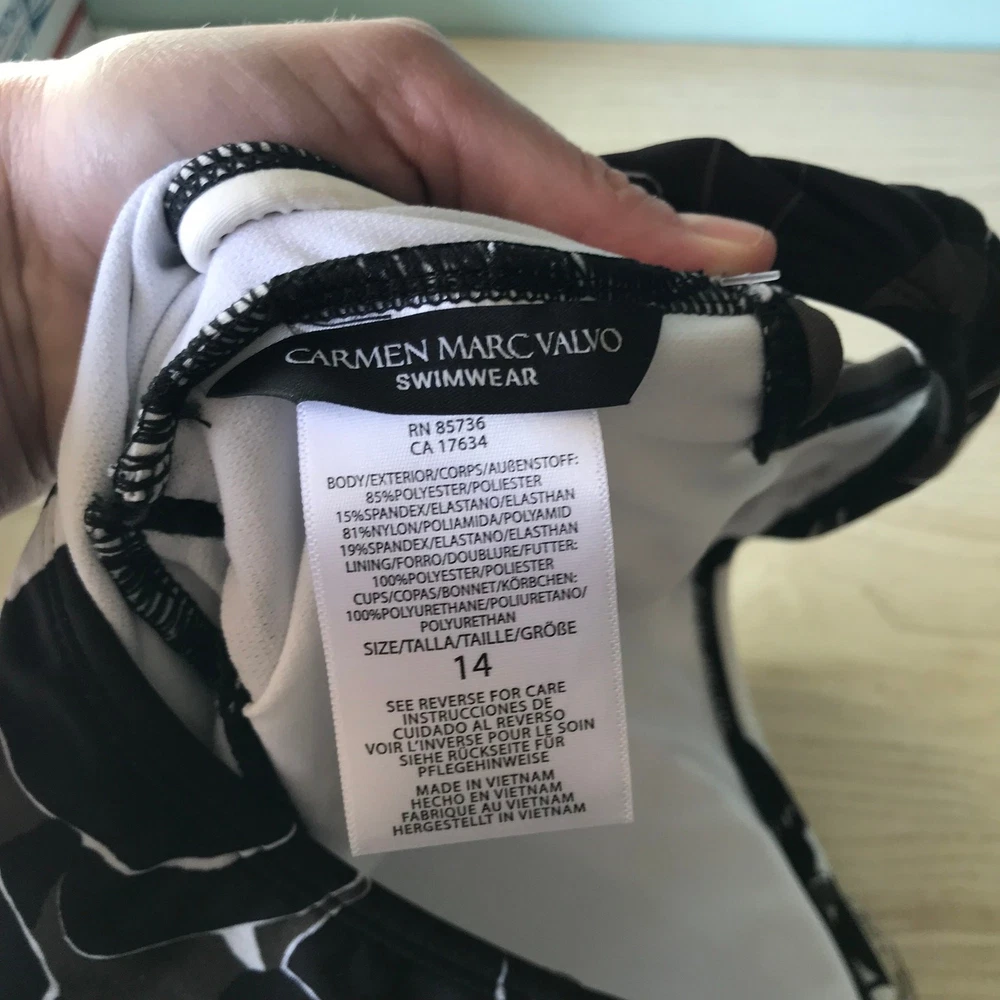 CARMEN MARC VALVO
SWIMWEAR
RN 85736
CA 17634
BODY/EXTERIOR/CORPS/AUßENSTOFF:
85%POLYESTER/POLIESTER
15%SPANDEX/ELASTANO/ELASTHAN
81%NYLON/POLIAMIDA/POLYAMID
19%SPANDEX/ELASTANO/ELASTHAN
LINING/FORRO/DOUBLURE/FUTTER:
100%POLYESTER/POLIESTER
CUPS/COPAS/BONNET/KÖRBCHEN:
100%POLYURETHANE/POLIURETANO/
POLYURETHAN
SIZE/TALLA/TAILLE/GRÖßE
14
SEE REVERSE FOR CARE
INSTRUCCIONES DE
CUIDADO AL REVERSO
VOIR L'INVERSE POUR LE SOIN
SIEHE RÜCKSEITE FÜR
PFLEGEHINWEISE
MADE IN VIETNAM
HECHO EN VIETNAM
FABRIQUE AU VIETNAM
HERGESTELLT IN VIETNAM